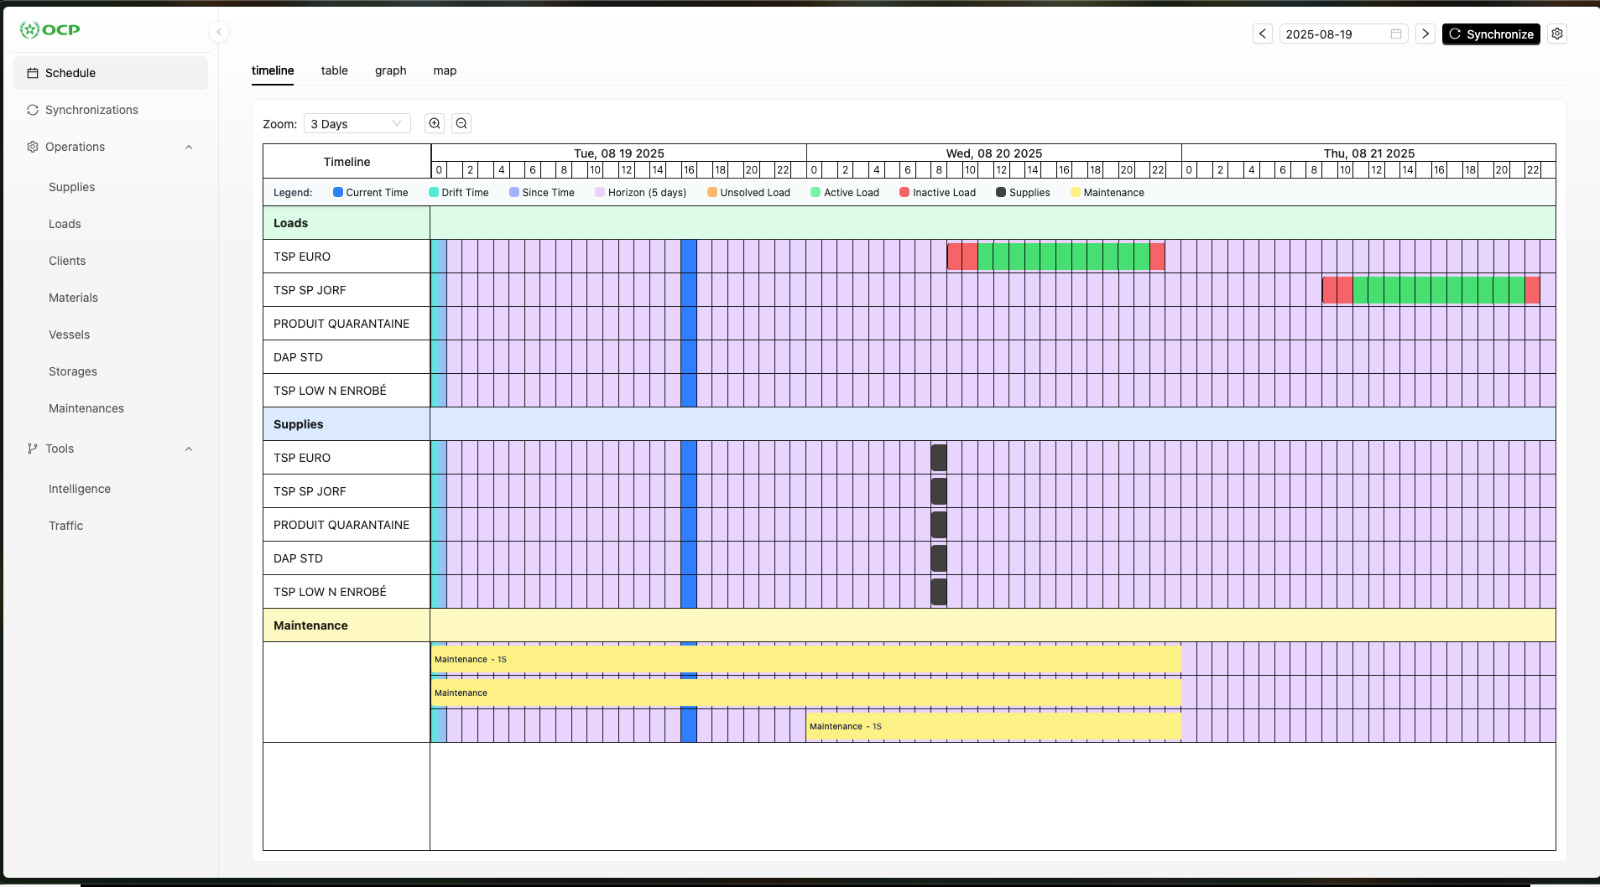 OCP
2025-08-19
Synchronize
Schedule
Synchronizations
Operations
Supplies
Loads
Clients
Materials
Vessels
Storages
Maintenances
Tools
Intelligence
Traffic
timeline table graph map
Zoom: 3 Days
Timeline
Tue, 08 19 2025 Wed, 08 20 2025 Thu, 08 21 2025
0 2 4 6 8 10 12 14 16 18 20 22 0 2 4 6 8 10 12 14 16 18 20 22 0 2 4 6 8 10 12 14 16 18 20 22
Legend: Current Time Drift Time Since Time Horizon (5 days) Unsolved Load Active Load Inactive Load Supplies Maintenance
Loads
TSP EURO
TSP SP JORF
PRODUIT QUARANTAINE
DAP STD
TSP LOW N ENROBÉ
Supplies
TSP EURO
TSP SP JORF
PRODUIT QUARANTAINE
DAP STD
TSP LOW N ENROBÉ
Maintenance
Maintenance - 1S
Maintenance
Maintenance - 1S